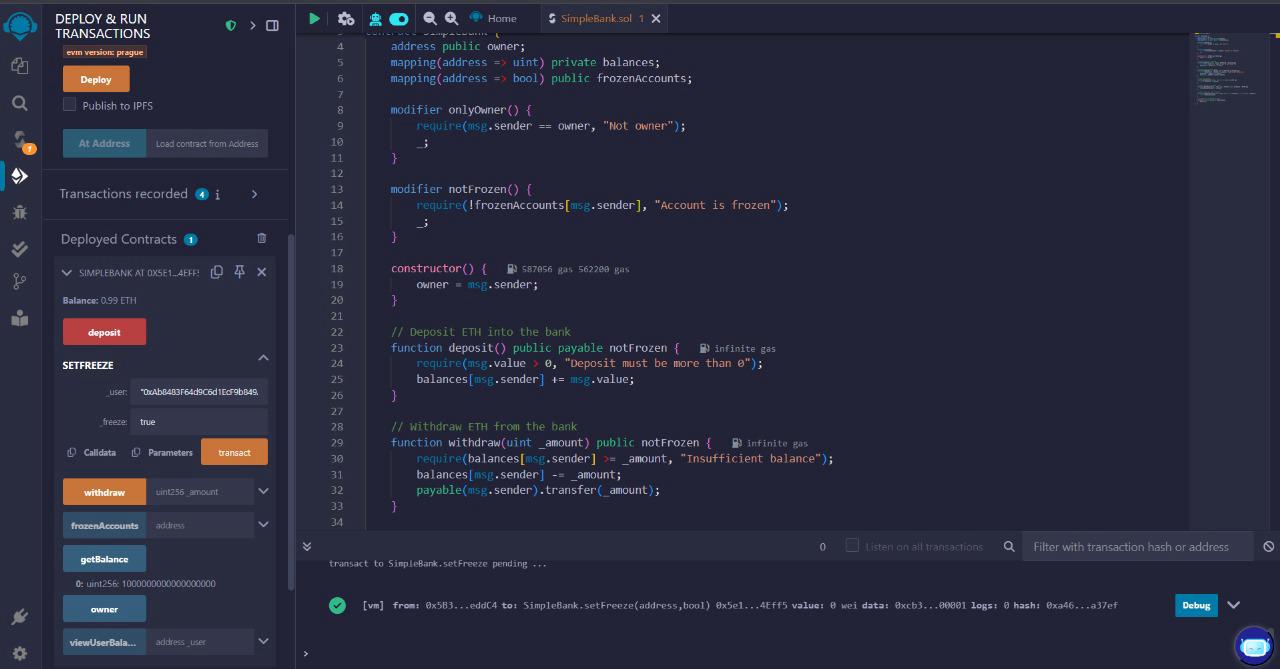 DEPLOY & RUN
TRANSACTIONS
evm version: prague
Deploy
Publish to IPFS
At Address
Load contract from Address
Transactions recorded 4 i
Deployed Contracts 1
SIMPLEBANK AT 0X5E1...4EFF5
Balance: 0.99 ETH
deposit
SETFREEZE
_user: "0xAb8483F64d9C6d1EcF9b849.
_freeze: true
Calldata
Parameters
transact
withdraw uint256 _amount
frozenAccounts address
getBalance
0: uint256: 1000000000000000000
owner
viewUserBala... address _user
1
Home
SimpleBank.sol 1
4 address public owner;
5 mapping(address => uint) private balances;
6 mapping(address => bool) public frozenAccounts;
7
8 modifier onlyOwner() {
9 require(msg.sender == owner, "Not owner");
10 _;
11 }
12
13 modifier notFrozen() {
14 require(!frozenAccounts[msg.sender], "Account is frozen");
15 _;
16 }
17
18 constructor() { 587056 gas 562200 gas
19 owner = msg.sender;
20 }
21
22 // Deposit ETH into the bank
23 function deposit() public payable notFrozen { infinite gas
24 require(msg.value > 0, "Deposit must be more than 0");
25 balances[msg.sender] += msg.value;
26 }
27
28 // Withdraw ETH from the bank
29 function withdraw(uint _amount) public notFrozen { infinite gas
30 require(balances[msg.sender] >= _amount, "Insufficient balance");
31 balances[msg.sender] -= _amount;
32 payable(msg.sender).transfer(_amount);
33 }
34
0
Listen on all transactions
Filter with transaction hash or address
transact to SimpleBank.setFreeze pending ...
[vm] from: 0x5B3...eddC4 to: SimpleBank.setFreeze(address,bool) 0x5e1...4Eff5 value: 0 wei data: 0xcb3...00001 logs: 0 hash: 0xa46...a37ef
Debug
>